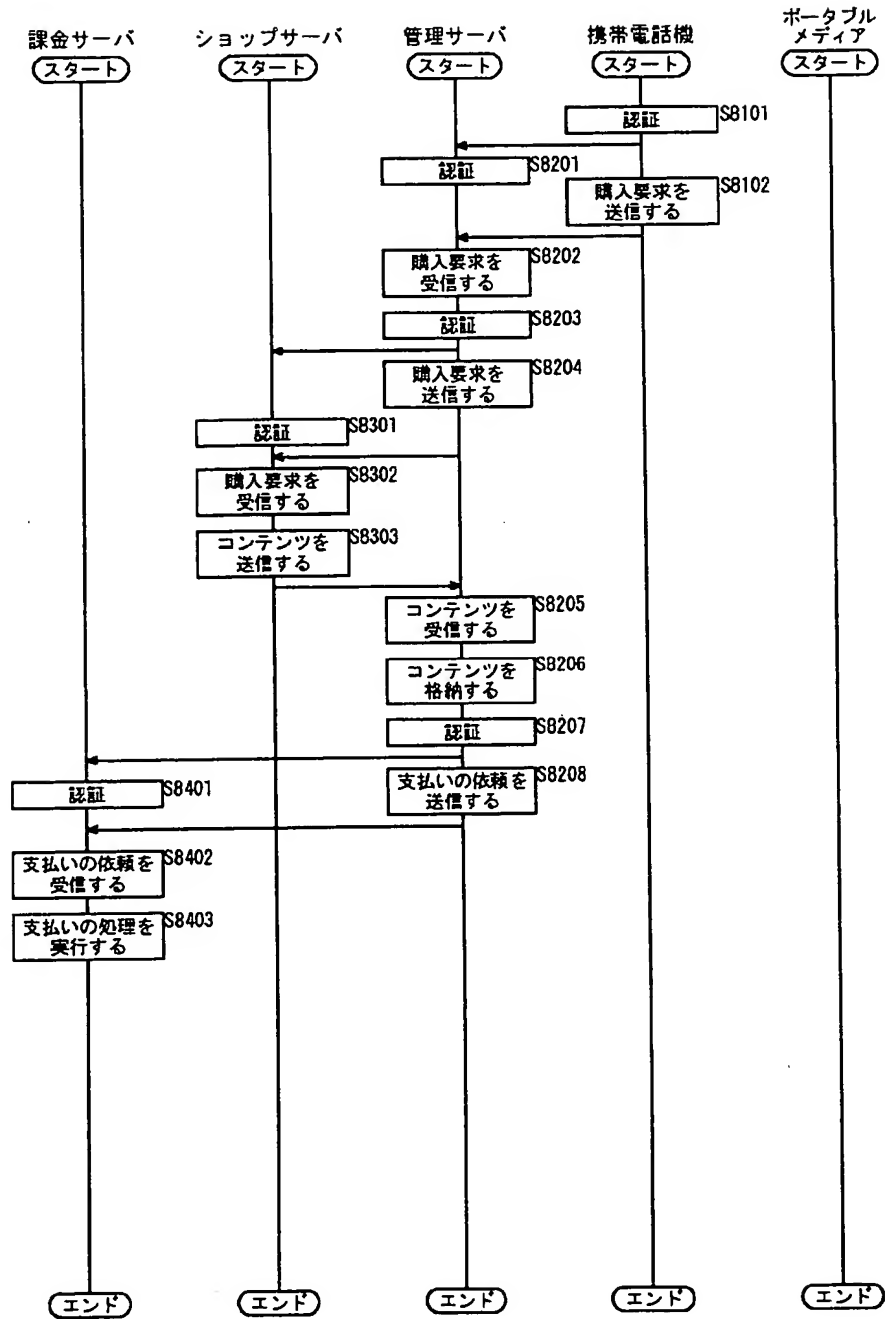 課金サーバ
ショップサーバ
管理サーバ
携帯電話機
ポータブル
メディア
スタート
スタート
スタート
スタート
スタート
認証
S8101
認証
S8201
購入要求を
送信する
S8102
購入要求を
受信する
S8202
認証
S8203
購入要求を
送信する
S8204
認証
S8301
購入要求を
受信する
S8302
コンテンツを
送信する
S8303
コンテンツを
受信する
S8205
コンテンツを
格納する
S8206
認証
S8207
支払いの依頼を
送信する
S8208
認証
S8401
支払いの依頼を
受信する
S8402
支払いの処理を
実行する
S8403
エンド
エンド
エンド
エンド
エンド